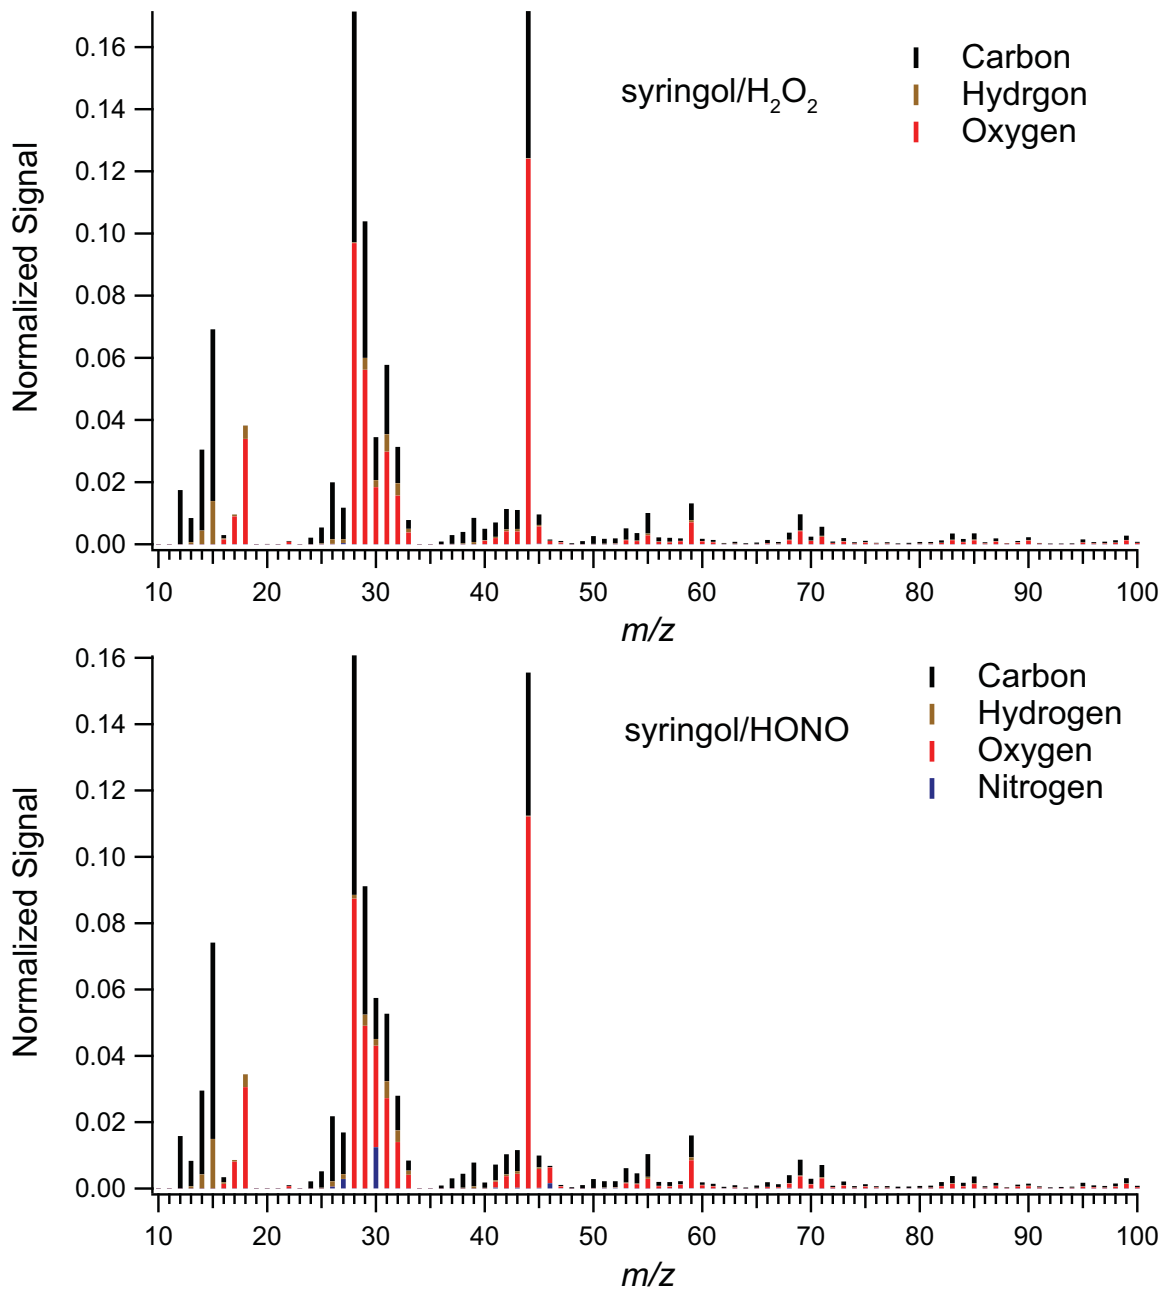 0.16
0.14
0.12
0.10
0.08
0.06
0.04
0.02
0.00
Normalized Signal
syringol/H₂O₂
Carbon
Hydrgon
Oxygen
10 20 30 40 50 60 70 80 90 100
m/z
0.16
0.14
0.12
0.10
0.08
0.06
0.04
0.02
0.00
Normalized Signal
syringol/HONO
Carbon
Hydrogen
Oxygen
Nitrogen
10 20 30 40 50 60 70 80 90 100
m/z